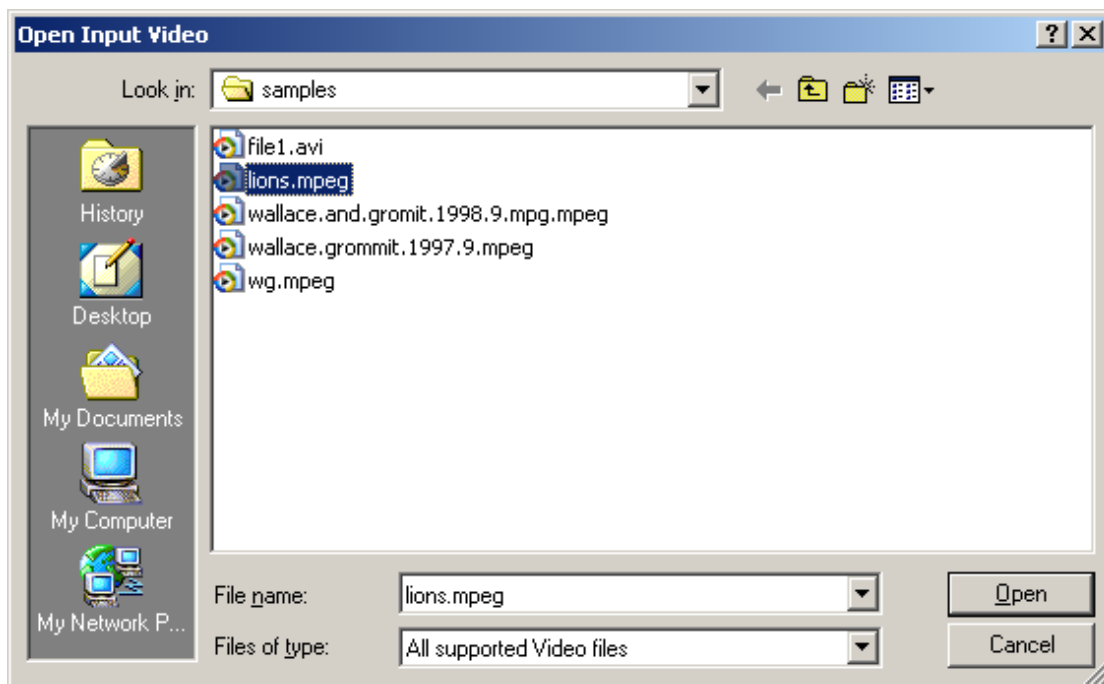 Open Input Video
Look in: samples
file1.avi
lions.mpeg
wallace.and.gromit.1998.9.mpg.mpeg
wallace.grommit.1997.9.mpeg
wg.mpeg
History
Desktop
My Documents
My Computer
My Network P...
File name: lions.mpeg Open
Files of type: All supported Video files Cancel